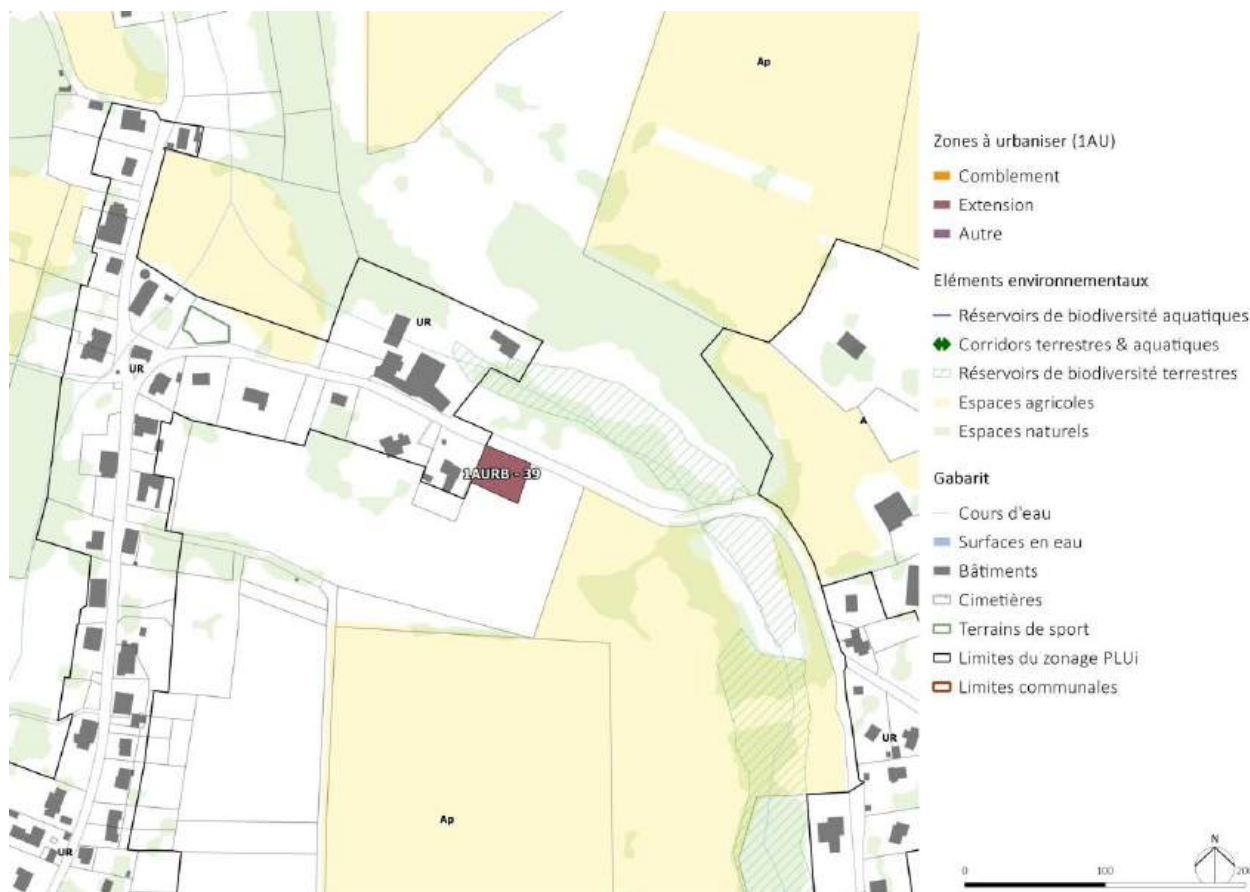 Ap
UR
UR
1AURB - 39
A
UR
Ap
UR
Zones à urbaniser (1AU)
Comblement
Extension
Autre
Eléments environnementaux
Réservoirs de biodiversité aquatiques
Corridors terrestres & aquatiques
Réservoirs de biodiversité terrestres
Espaces agricoles
Espaces naturels
Gabarit
Cours d'eau
Surfaces en eau
Bâtiments
Cimetières
Terrains de sport
Limites du zonage PLUi
Limites communales
N
0 100 200